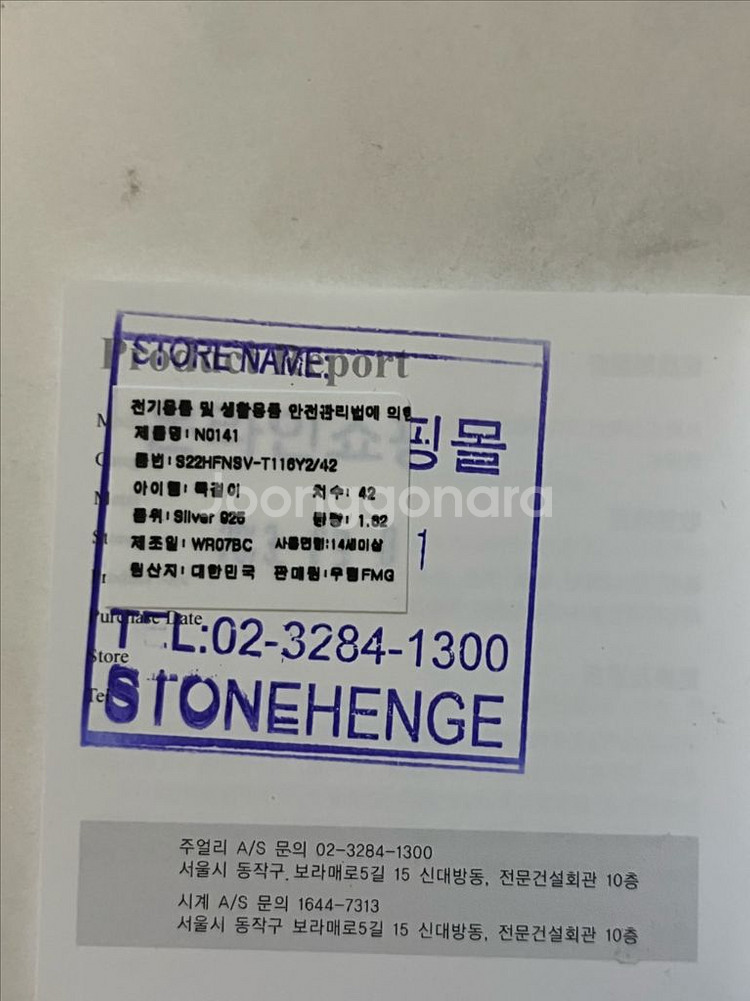 Product Report
STORE NAME:
전기용품 및 생활용품 안전관리법에 의한
제품명: N0141
핑몰
품번: S22HFNSV-T116Y2/42
아이템: 목걸이 치수: 42
joonggonara
품위: Silver 925 중량: 1.62
제조일: WR07BC 사용연령: 14세이상
1
원산지: 대한민국 판매원: 우림FMG
Purchase Date
TEL:02-3284-1300
Store
Tel
STONEHENGE
주얼리 A/S 문의 02-3284-1300
서울시 동작구 보라매로5길 15 신대방동, 전문건설회관 10층
시계 A/S 문의 1644-7313
서울시 동작구 보라매로5길 15 신대방동, 전문건설회관 10층